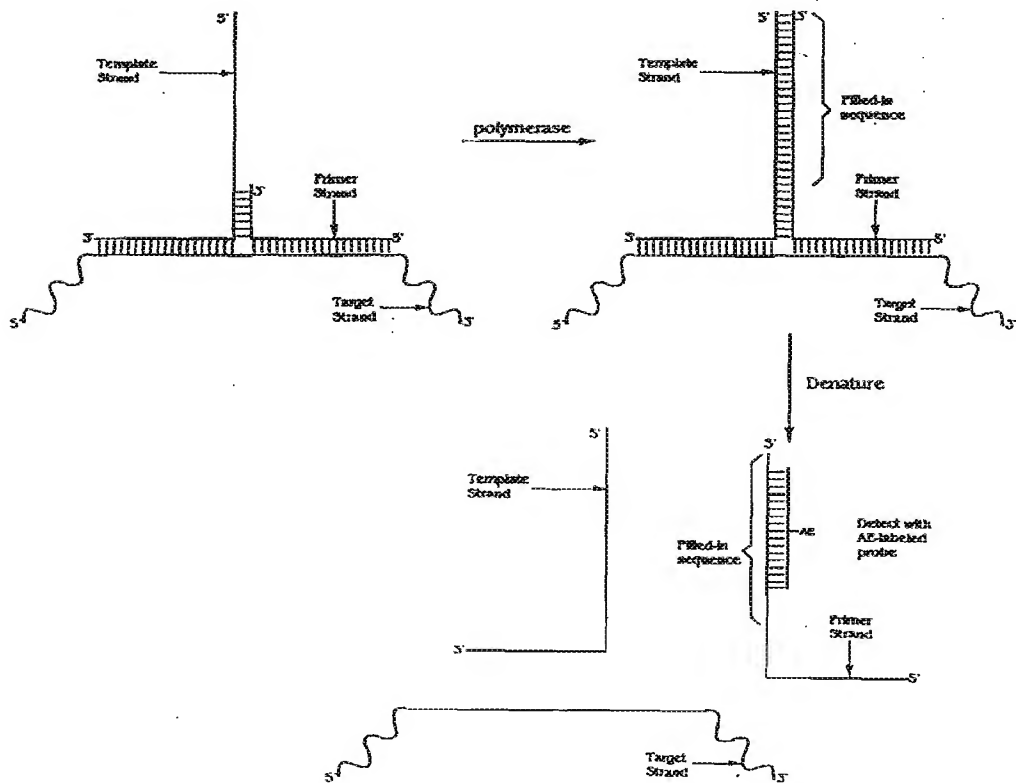 5'
Template
Strand
3'
Primer
Strand
3'
5'
Target
Strand
5'
3'
polymerase
5'
3'
Template
Strand
Filled-in
sequence
Primer
Strand
3'
5'
Target
Strand
5'
3'
Denature
5'
Template
Strand
3'
3'
Filled-in
sequence
AE
Detect with
AE-labeled
probe
Primer
Strand
5'
5'
Target
Strand
3'